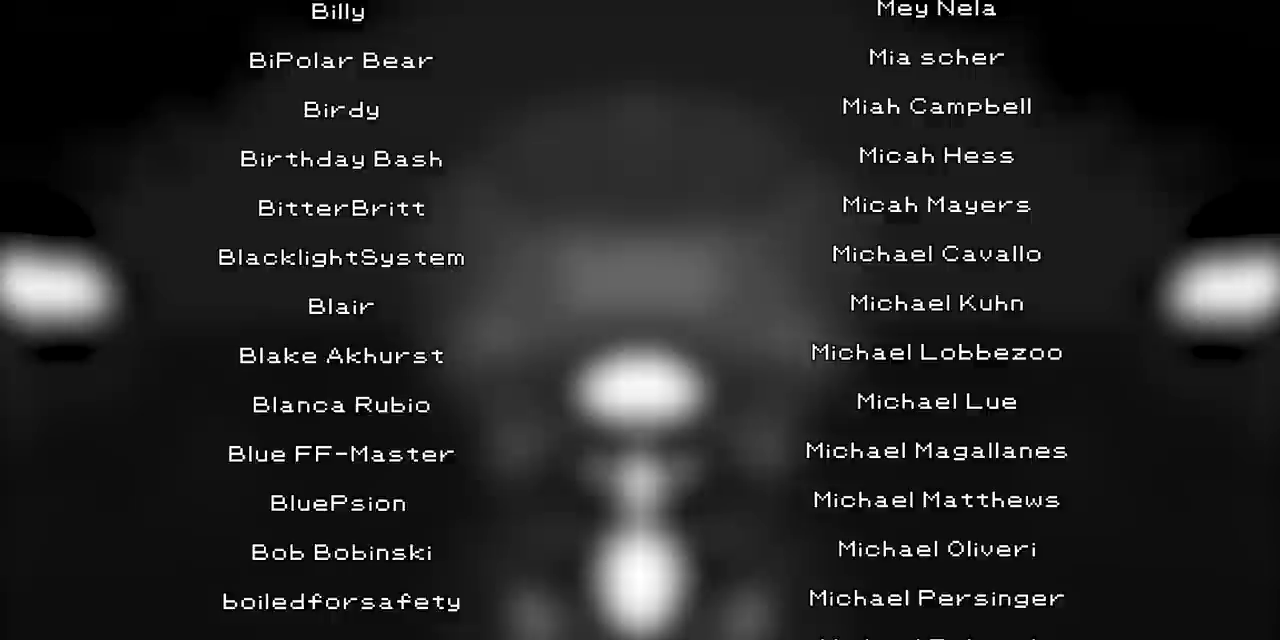 Billy
BiPolar Bear
Birdy
Birthday Bash
BitterBritt
BlacklightSystem
Blair
Blake Akhurst
Blanca Rubio
Blue FF-Master
BluePsion
Bob Bobinski
boiledforsafety
Mey Nela
Mia scher
Miah Campbell
Micah Hess
Micah Mayers
Michael Cavallo
Michael Kuhn
Michael Lobbezoo
Michael Lue
Michael Magallanes
Michael Matthews
Michael Oliveri
Michael Persinger